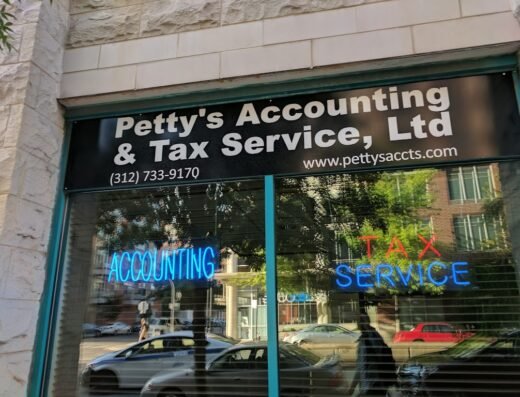 Petty's Accounting
& Tax Service, Ltd
(312) 733-9170
www.pettysaccts.com
ACCOUNTING
TAX
SERVICE